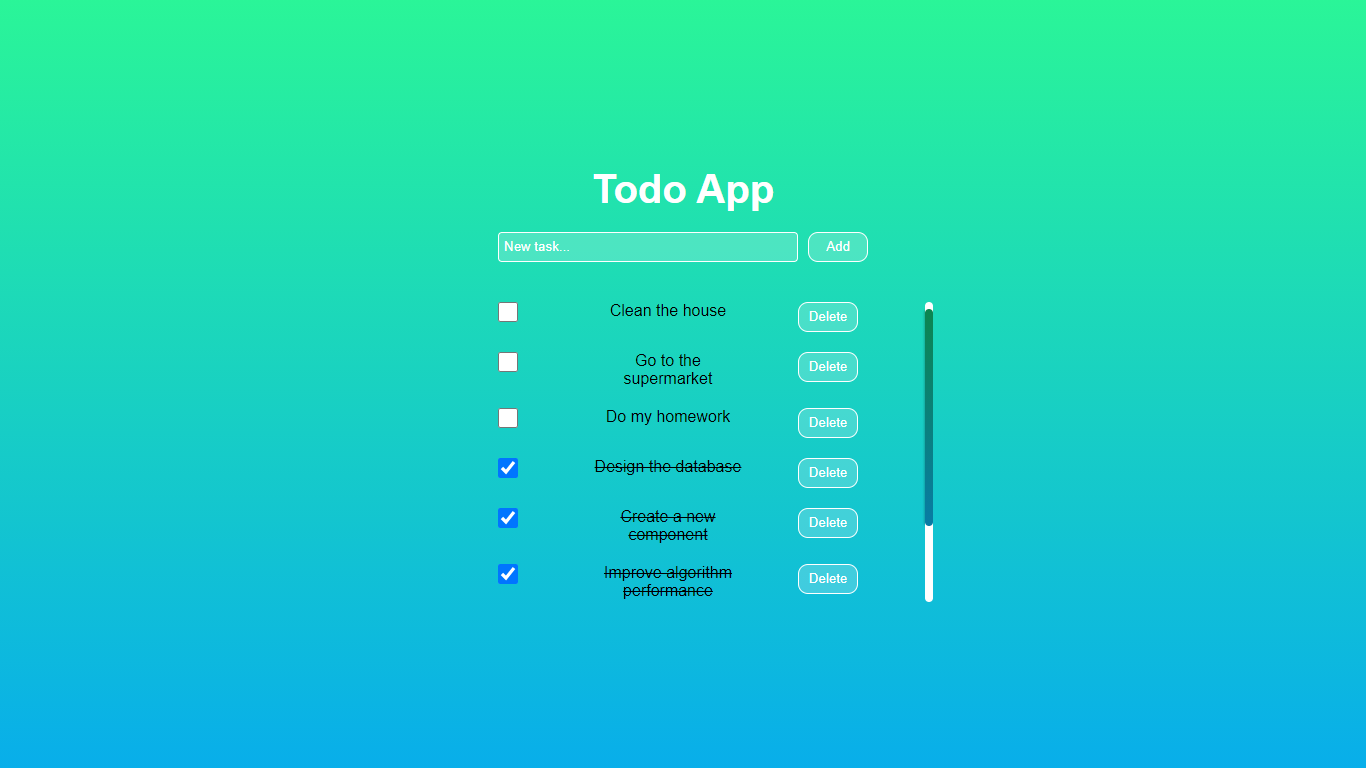 Todo App
New task...
Add
Clean the house
Delete
Go to the
supermarket
Delete
Do my homework
Delete
Design the database
Delete
Create a new
component
Delete
Improve algorithm
performance
Delete